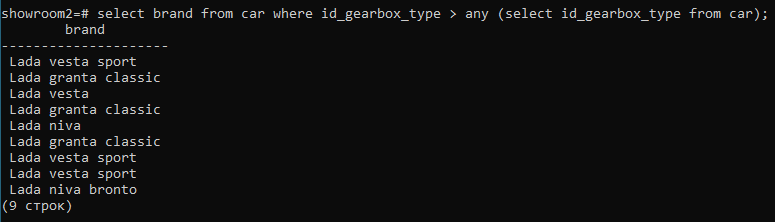 showroom2=# select brand from car where id_gearbox_type > any (select id_gearbox_type from car);
brand
---------------------
Lada vesta sport
Lada granta classic
Lada vesta
Lada granta classic
Lada niva
Lada granta classic
Lada vesta sport
Lada vesta sport
Lada niva bronto
(9 строк)